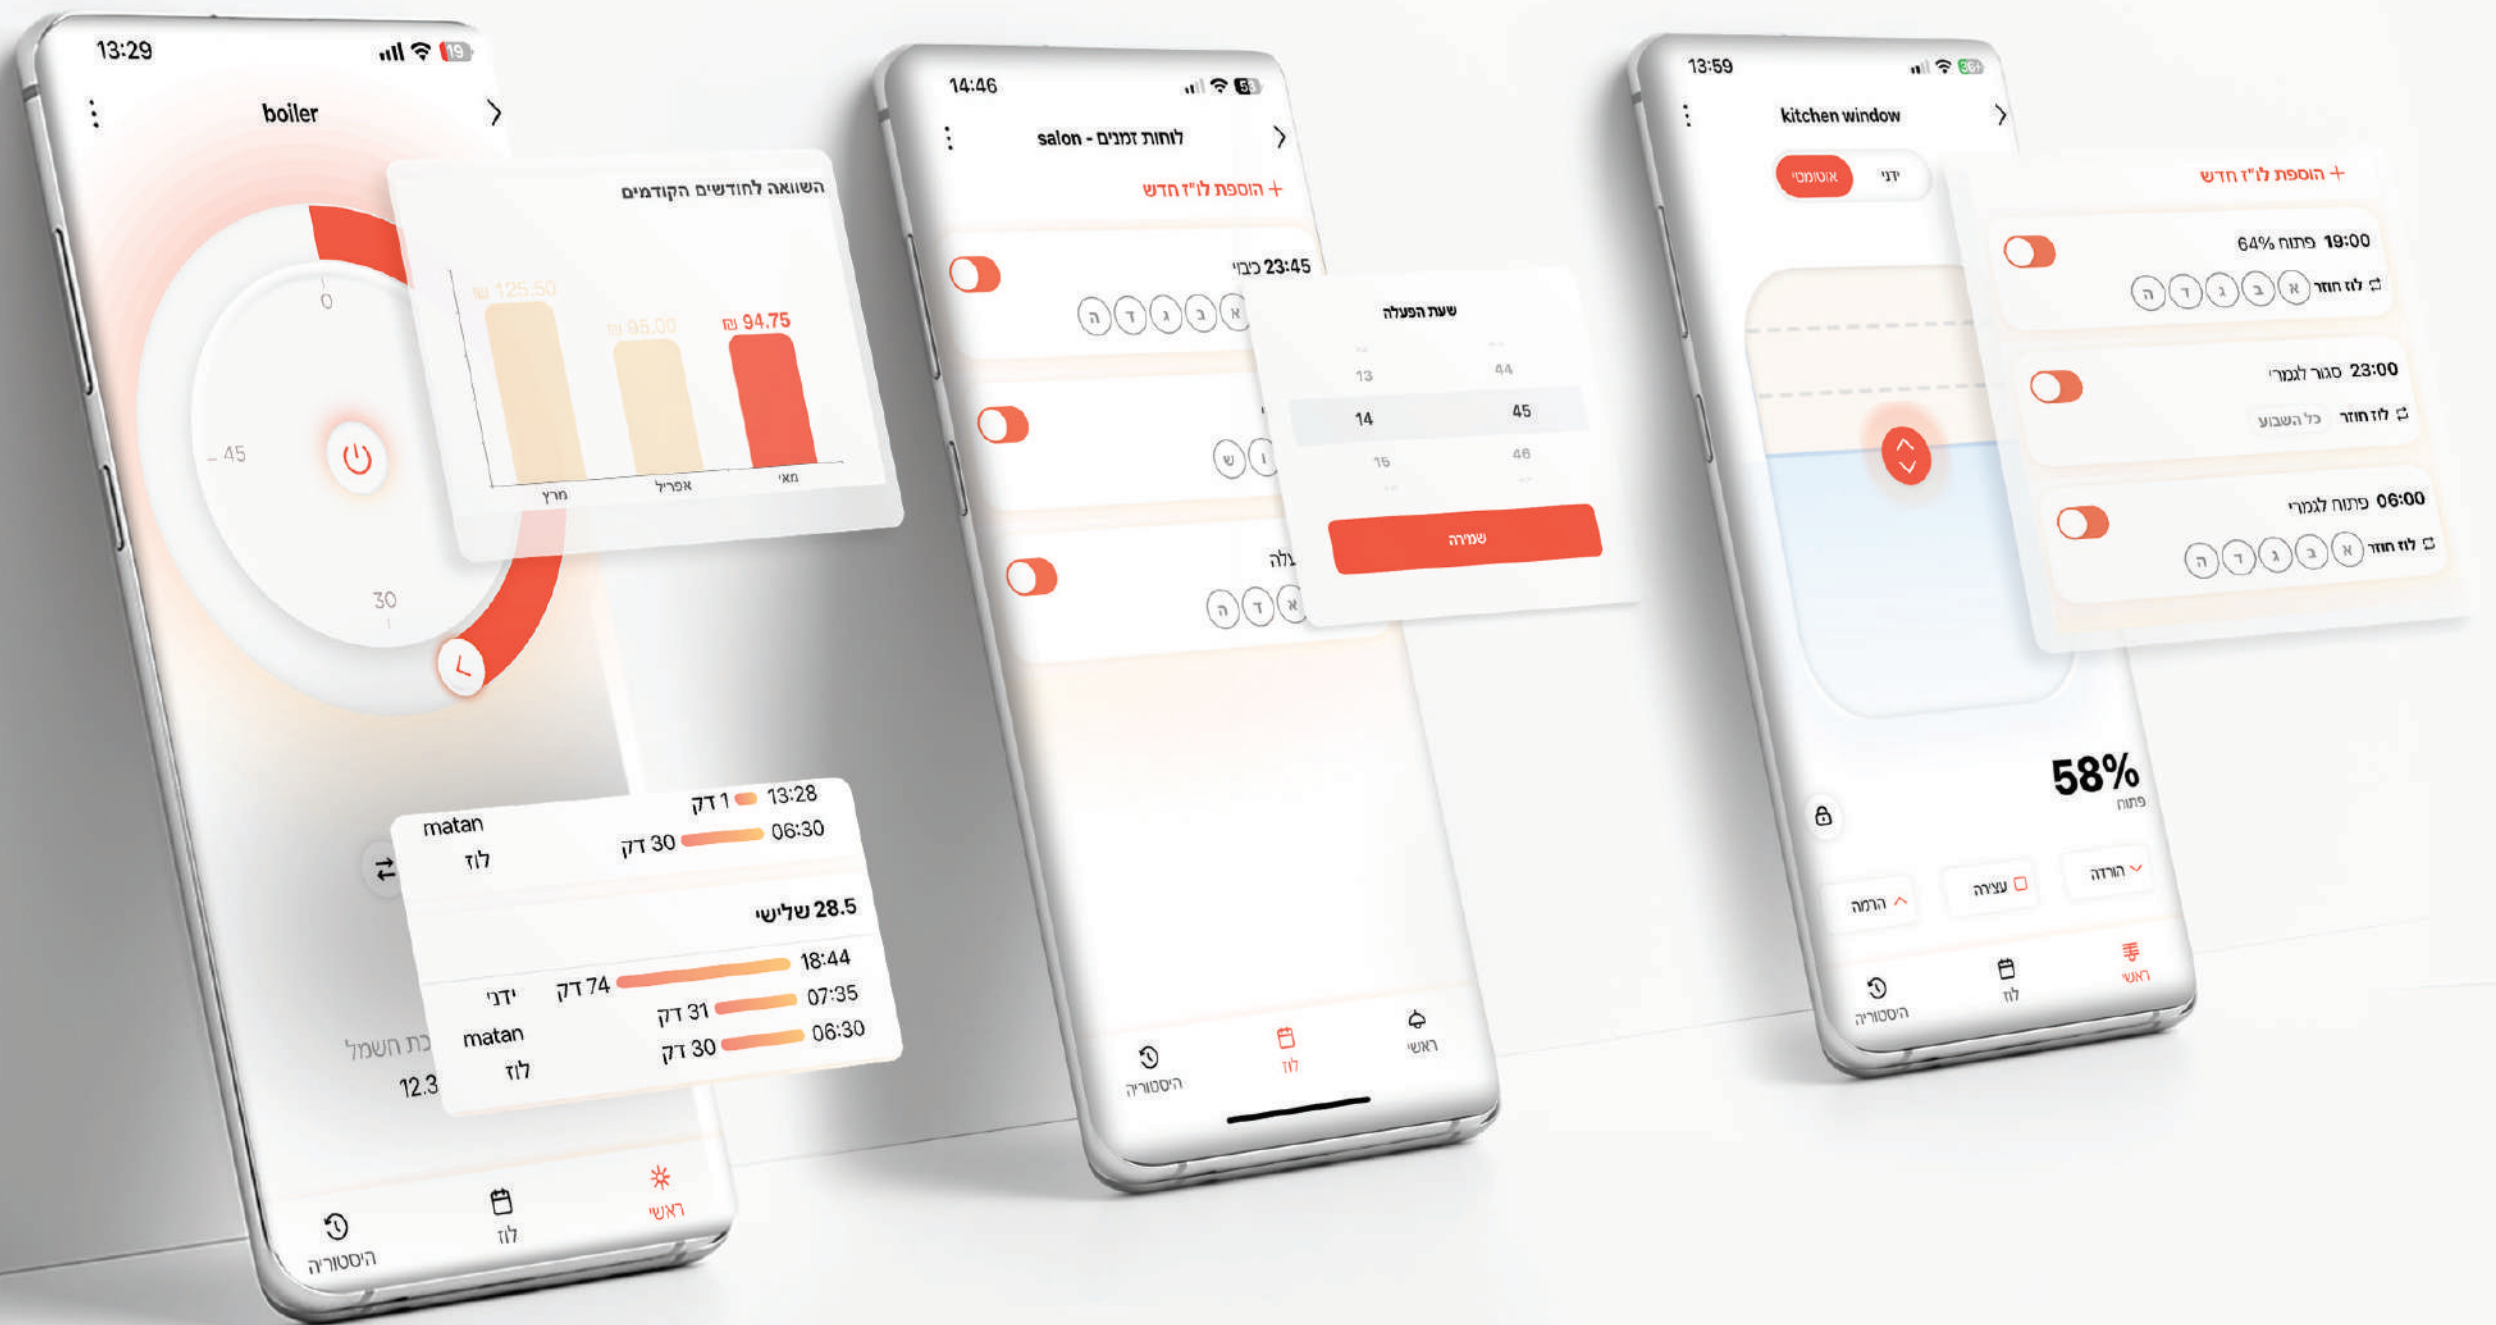 13:29
19
boiler
השוואה לחודשים הקודמים
₪ 125.50
₪ 95.00
₪ 94.75
מרץ
אפריל
מאי
0
45
30
13:28 1 דק matan
06:30 30 דק לוז
28.5 שלישי
18:44 74 דק ידני
07:35 31 דק matan
06:30 30 דק לוז
12.3
ראשי
לוז
היסטוריה
14:46
53
לוחות זמנים - salon
+ הוספת לו"ז חדש
23:45 כיבוי
א ב ג ד ה
ו ש
א ד ה
שעת הפעלה
13 44
14 45
15 46
שמירה
ראשי
לוז
היסטוריה
13:59
36+
kitchen window
ידני
אוטומטי
+ הוספת לו"ז חדש
19:00 פתוח 64%
לוז חוזר א ב ג ד ה
23:00 סגור לגמרי
לוז חוזר כל השבוע
06:00 פתוח לגמרי
לוז חוזר א ב ג ד ה
58%
פתוח
הורדה
עצירה
הרמה
ראשי
לוז
היסטוריה